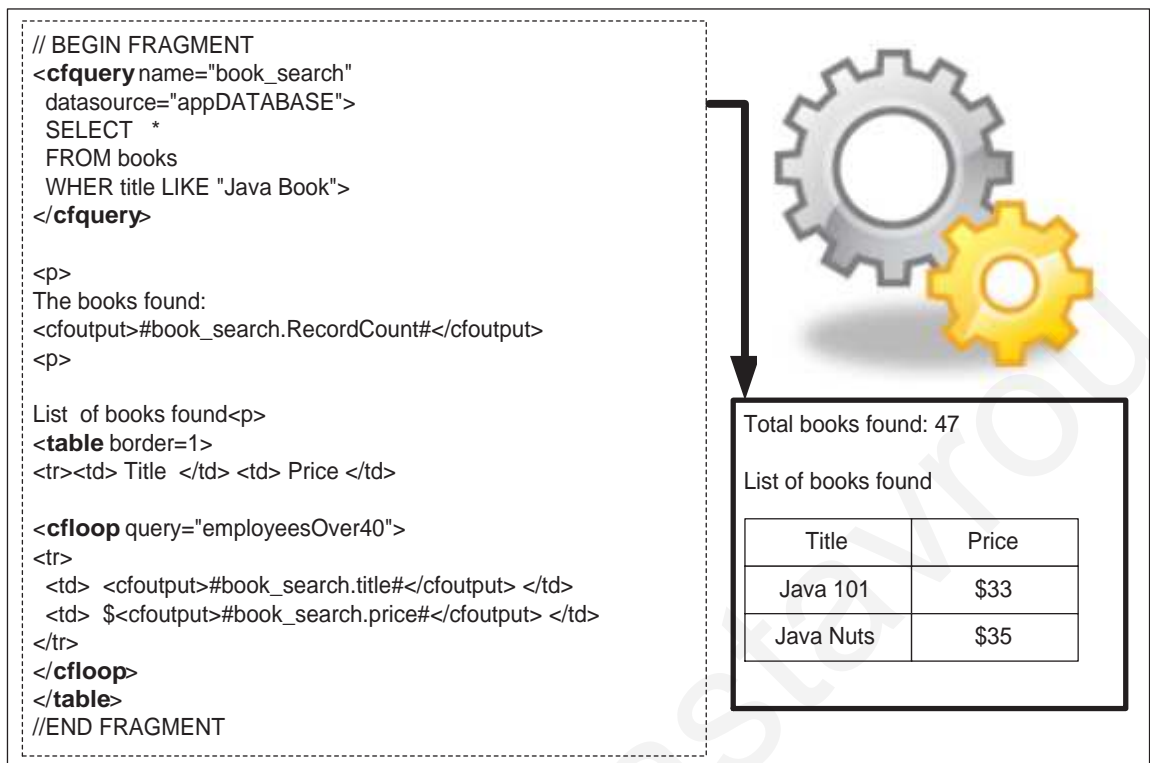 // BEGIN FRAGMENT
<cfquery name="book_search"
datasource="appDATABASE">
SELECT *
FROM books
WHER title LIKE "Java Book">
</cfquery>
<p>
The books found:
<cfoutput>#book_search.RecordCount#</cfoutput>
<p>
List of books found<p>
<table border=1>
<tr><td> Title </td> <td> Price </td>
<cfloop query="employeesOver40">
<tr>
<td> <cfoutput>#book_search.title#</cfoutput> </td>
<td> $<cfoutput>#book_search.price#</cfoutput> </td>
</tr>
</cfloop>
</table>
//END FRAGMENT
Total books found: 47
List of books found
Title Price
Java 101 $33
Java Nuts $35